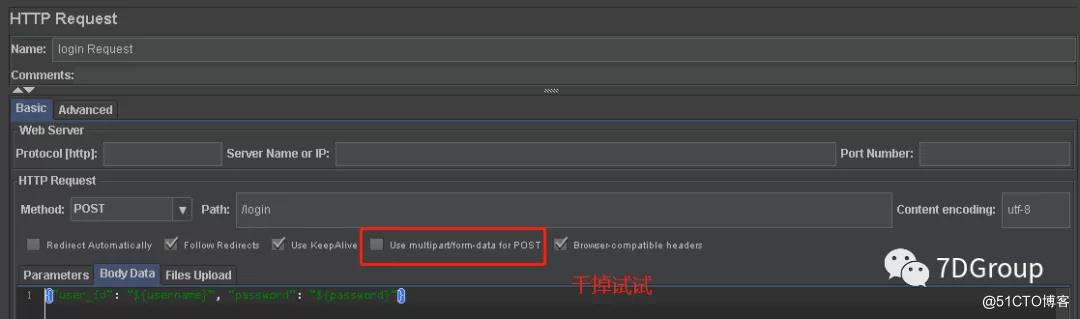 HTTP Request
Name: login Request
Comments:
Basic Advanced
Web Server
Protocol [http]: Server Name or IP: Port Number:
HTTP Request
Method: POST Path: /login Content encoding: utf-8
Redirect Automatically Follow Redirects Use KeepAlive Use multipart/form-data for POST Browser-compatible headers
Parameters Body Data Files Upload
干掉试试
7DGroup
1 {"user_id": "${username}", "password": "${password}"}
@51CTO博客